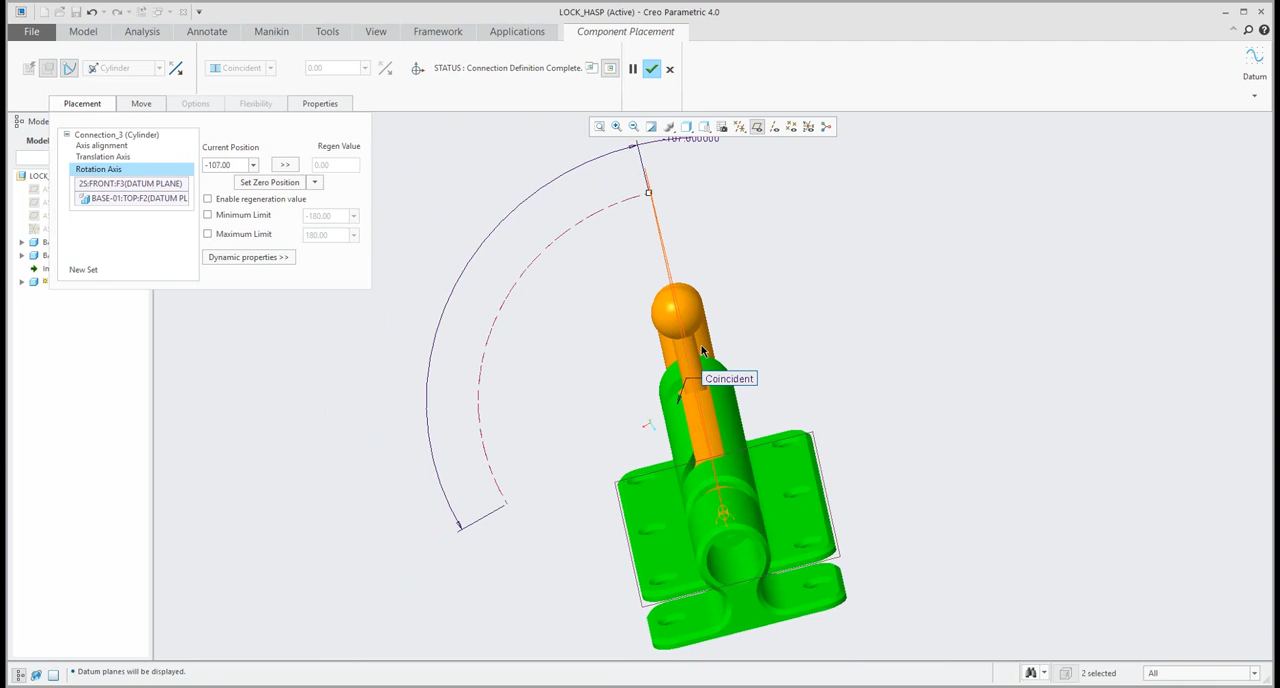 LOCK_HASP (Active) - Creo Parametric 4.0
File Model Analysis Annotate Manikin Tools View Framework Applications Component Placement
Cylinder Coincident 0.00 STATUS : Connection Definition Complete.
Datum
Placement Move Options Flexibility Properties
Mode
Model
LOCK_
Connection_3 (Cylinder)
Axis alignment
Translation Axis
Rotation Axis
2S:FRONT:F3(DATUM PLANE)
BASE-01:TOP:F2(DATUM PL
New Set
Current Position Regen Value
-107.00 >> 0.00
Set Zero Position
Enable regeneration value
Minimum Limit -180.00
Maximum Limit 180.00
Dynamic properties >>
Coincident
Datum planes will be displayed.
2 selected All